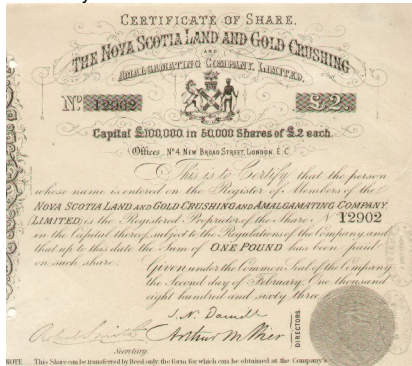 CERTIFICATE OF SHARE.
THE NOVA SCOTIA LAND AND GOLD CRUSHING
AND
AMALGAMATING COMPANY, LIMITED,
No 12902 £2
Capital £100,000. in 50,000 Shares of £2 each.
Offices No 4, NEW BROAD STREET, LONDON. E.C.
This is to Certify that the person
whose name is entered on the Register of Members of the
NOVA SCOTIA LAND AND GOLD CRUSHING AND AMALGAMATING COMPANY
(LIMITED) is the Registered Proprietor of the Share No 12902
in the Capital thereof, subject to the Regulations of the Company, and
that up to this date the Sum of ONE POUND has been paid
on such share.
Given under the Common Seal of the Company
the Second day of February, One thousand
eight hundred and sixty three
DIRECTORS
Secretary.
NOTE This Share can be transferred by Deed only the form for which can be obtained at the Company's